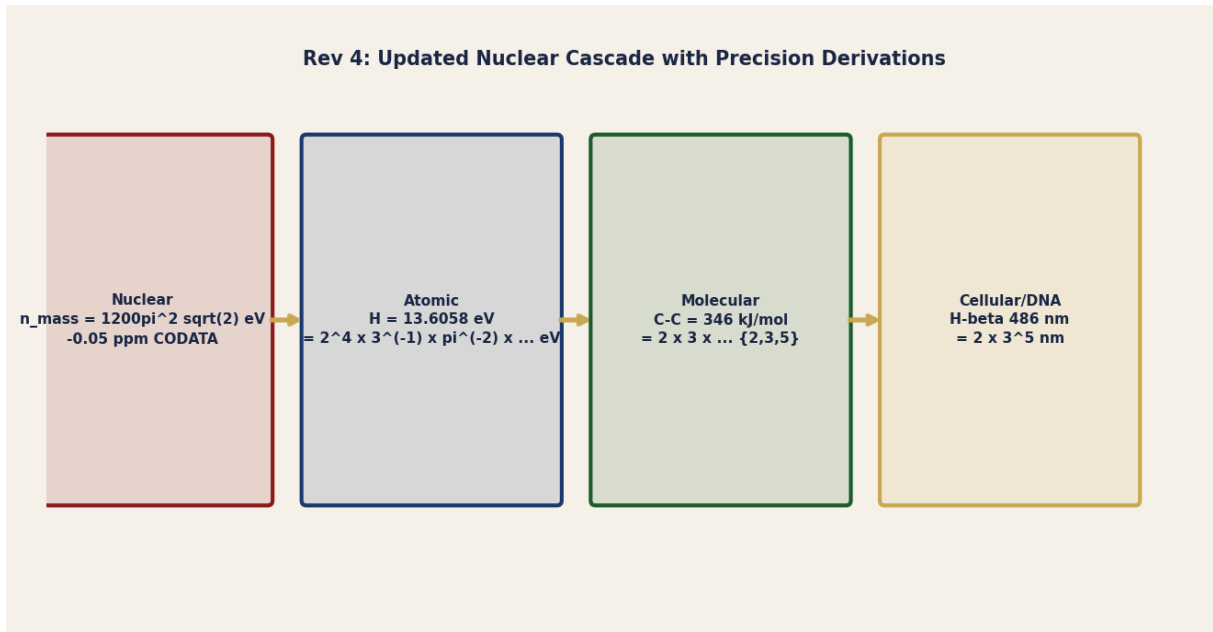 Rev 4: Updated Nuclear Cascade with Precision Derivations
Nuclear
n_mass = 1200pi^2 sqrt(2) eV
-0.05 ppm CODATA
Atomic
H = 13.6058 eV
= 2^4 x 3^(-1) x pi^(-2) x ... eV
Molecular
C-C = 346 kJ/mol
= 2 x 3 x ... {2,3,5}
Cellular/DNA
H-beta 486 nm
= 2 x 3^5 nm